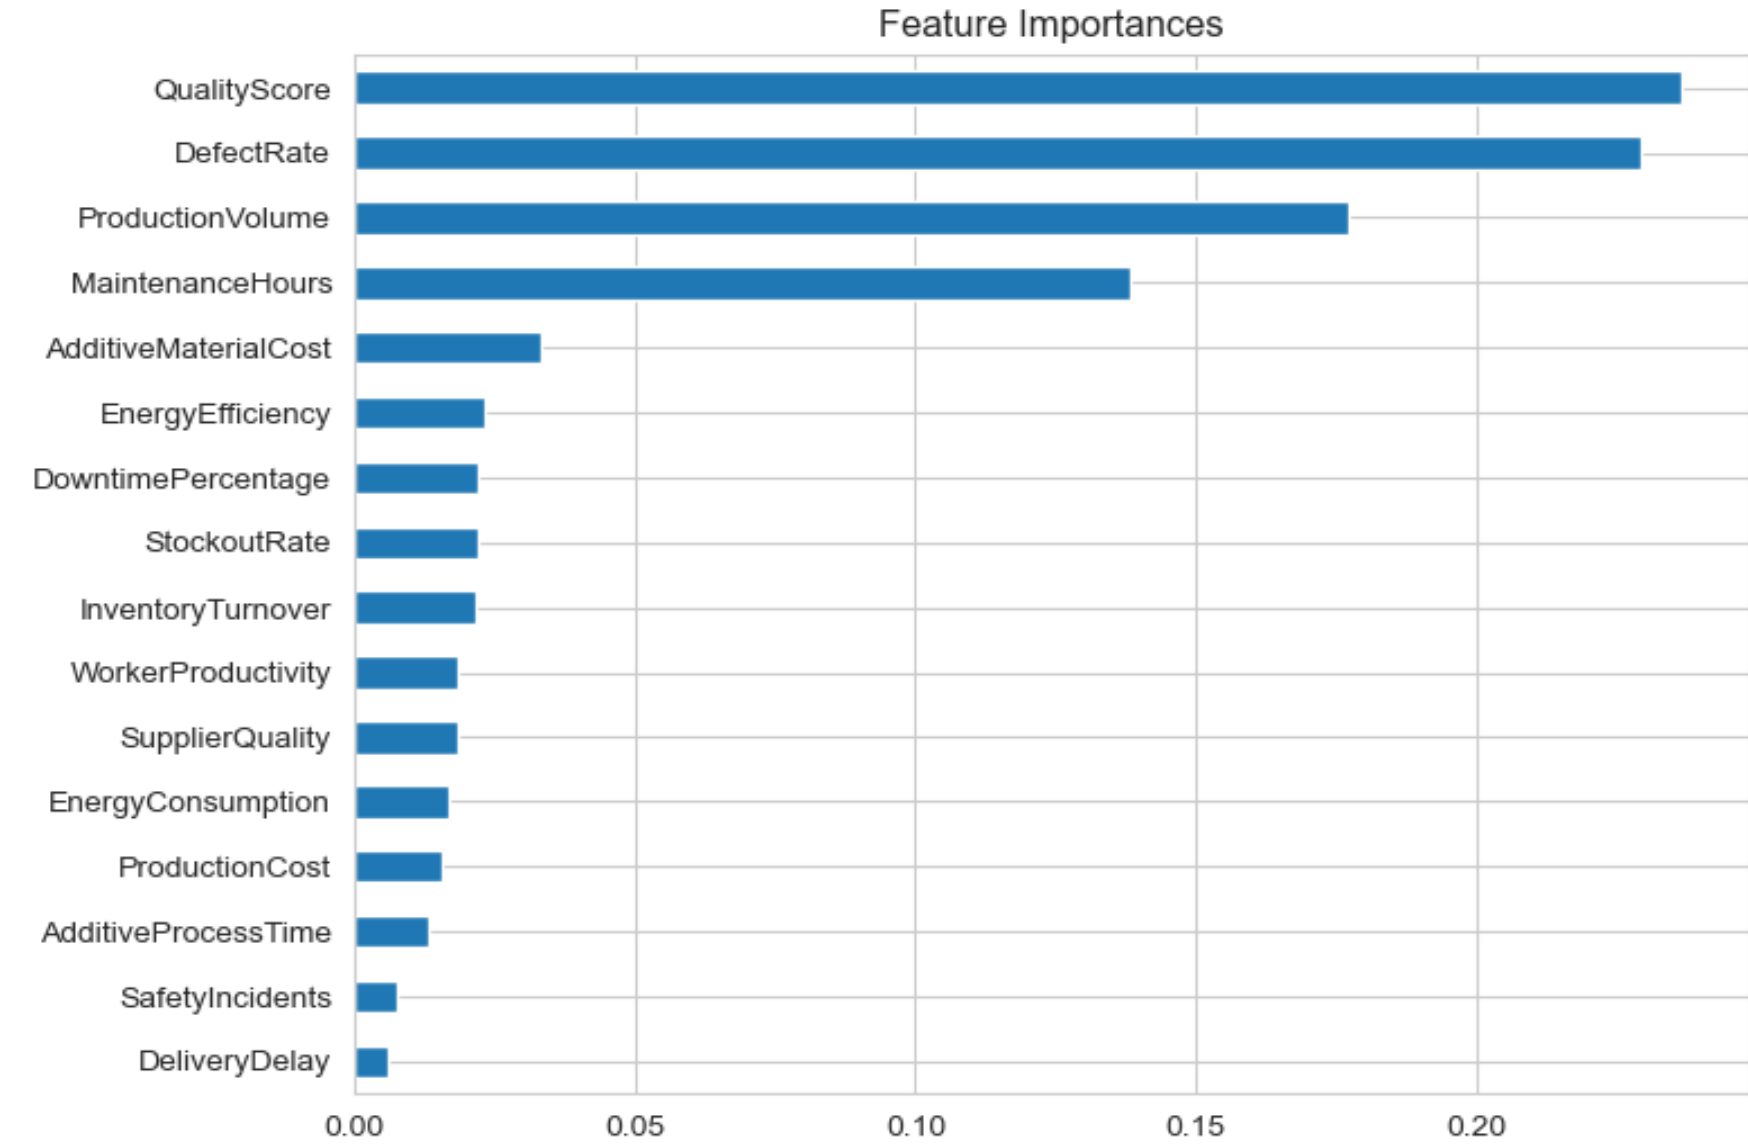 Feature Importances
QualityScore
DefectRate
ProductionVolume
MaintenanceHours
AdditiveMaterialCost
EnergyEfficiency
DowntimePercentage
StockoutRate
InventoryTurnover
WorkerProductivity
SupplierQuality
EnergyConsumption
ProductionCost
AdditiveProcessTime
SafetyIncidents
DeliveryDelay
0.00 0.05 0.10 0.15 0.20